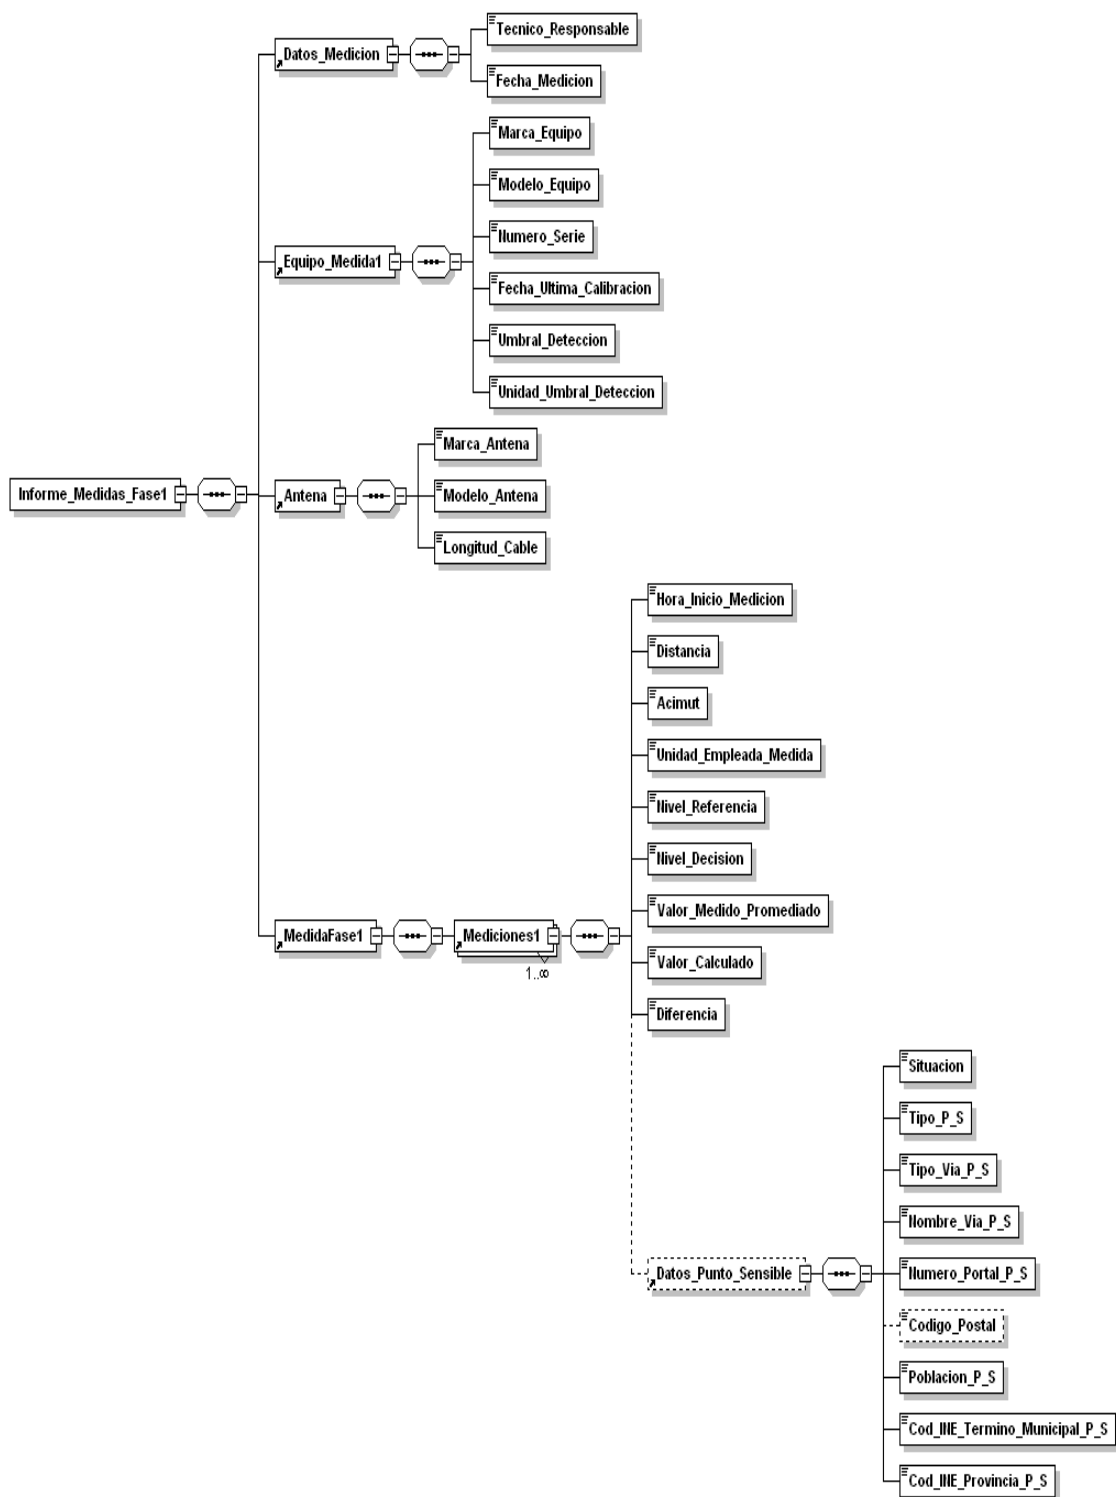 Tecnico_Responsable
Datos_Medicion
Fecha_Medicion
Marca_Equipo
Modelo_Equipo
Numero_Serie
Equipo_Medida1
Fecha_Ultima_Calibracion
Umbral_Deteccion
Unidad_Umbral_Deteccion
Marca_Antena
Informe_Medidas_Fase1
Antena
Modelo_Antena
Longitud_Cable
Hora_Inicio_Medicion
Distancia
Acimut
Unidad_Empleada_Medida
Nivel_Referencia
Nivel_Decision
Valor_Medido_Promediado
MedidaFase1
Mediciones1
1..∞
Valor_Calculado
Diferencia
Situacion
Tipo_P_S
Tipo_Via_P_S
Nombre_Via_P_S
Datos_Punto_Sensible
Numero_Portal_P_S
Codigo_Postal
Poblacion_P_S
Cod_INE_Termino_Municipal_P_S
Cod_INE_Provincia_P_S